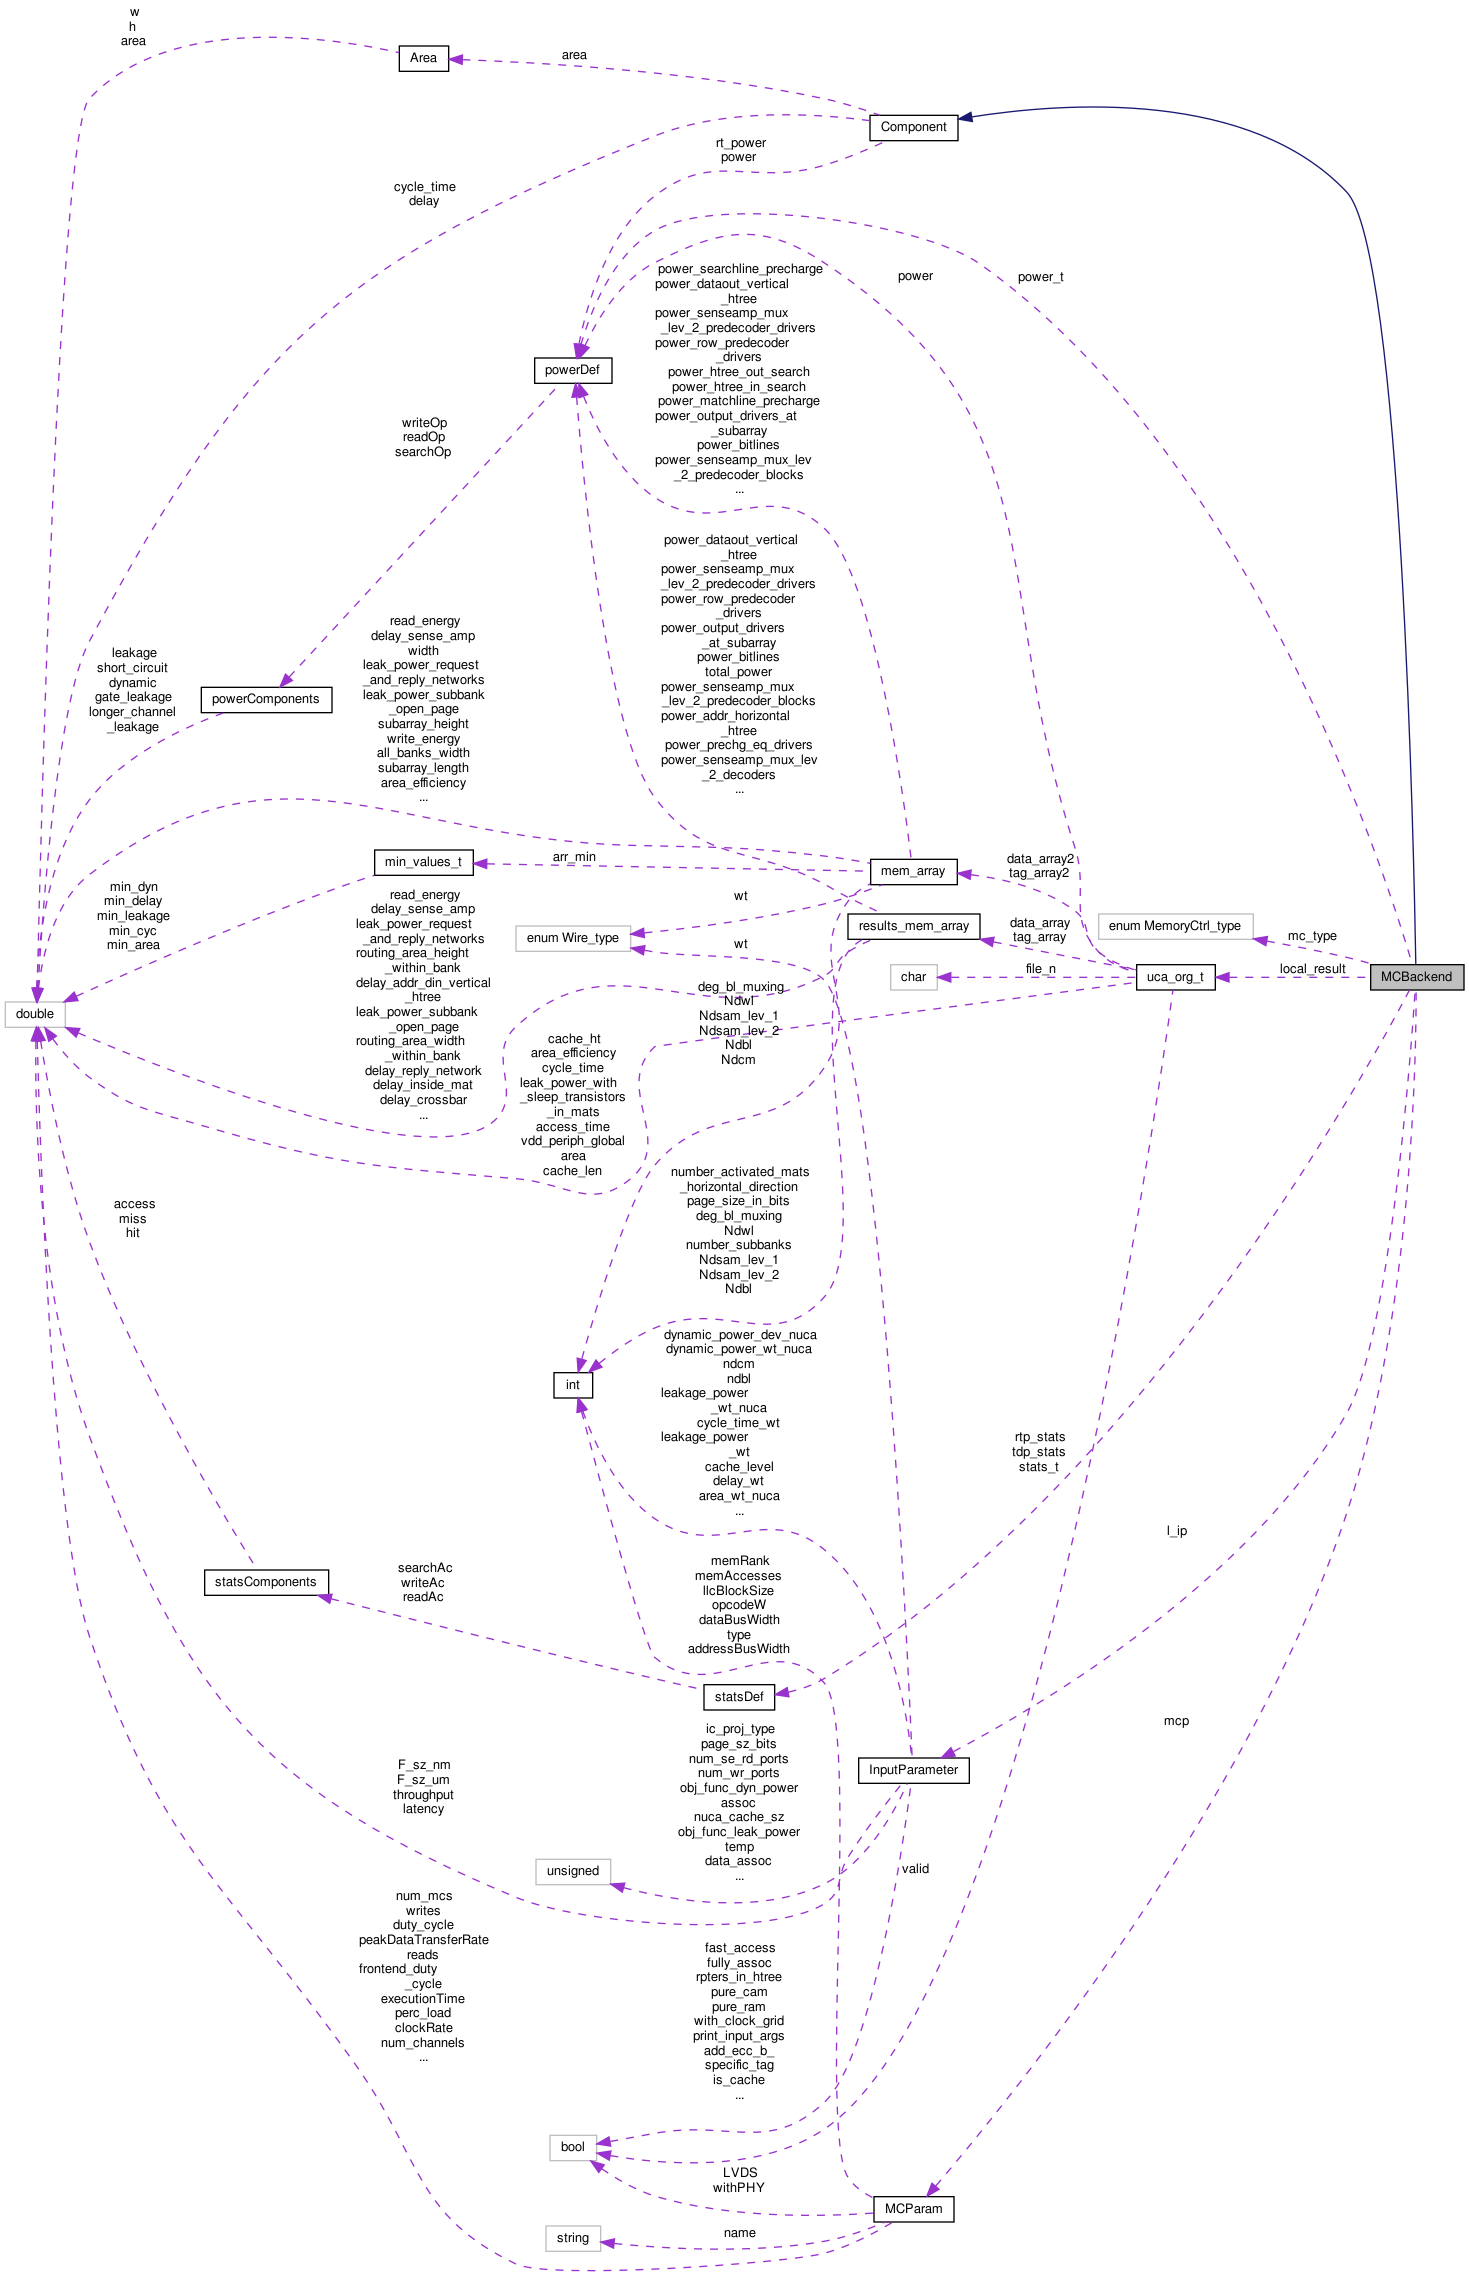 w
h
area
Area
area
Component
rt_power
power
cycle_time
delay
power_searchline_precharge
power_dataout_vertical
_htree
power_senseamp_mux
_lev_2_predecoder_drivers
power_row_predecoder
_drivers
power_htree_out_search
power_htree_in_search
power_matchline_precharge
power_output_drivers_at
_subarray
power_bitlines
power_senseamp_mux_lev
_2_predecoder_blocks
...
power
power_t
powerDef
writeOp
readOp
searchOp
power_dataout_vertical
_htree
power_senseamp_mux
_lev_2_predecoder_drivers
power_row_predecoder
_drivers
power_output_drivers
_at_subarray
power_bitlines
total_power
power_senseamp_mux
_lev_2_predecoder_blocks
power_addr_horizontal
_htree
power_prechg_eq_drivers
power_senseamp_mux_lev
_2_decoders
...
read_energy
delay_sense_amp
width
leak_power_request
_and_reply_networks
leak_power_subbank
_open_page
subarray_height
write_energy
all_banks_width
subarray_length
area_efficiency
...
leakage
short_circuit
dynamic
gate_leakage
longer_channel
_leakage
powerComponents
min_values_t
arr_min
mem_array
data_array2
tag_array2
min_dyn
min_delay
min_leakage
min_cyc
min_area
read_energy
delay_sense_amp
leak_power_request
_and_reply_networks
routing_area_height
_within_bank
delay_addr_din_vertical
_htree
leak_power_subbank
_open_page
routing_area_width
_within_bank
delay_reply_network
delay_inside_mat
delay_crossbar
...
wt
enum Wire_type
wt
results_mem_array
data_array
tag_array
enum MemoryCtrl_type
mc_type
char
file_n
uca_org_t
local_result
MCBackend
double
deg_bl_muxing
Ndwl
Ndsam_lev_1
Ndsam_lev_2
Ndbl
Ndcm
cache_ht
area_efficiency
cycle_time
leak_power_with
_sleep_transistors
_in_mats
access_time
vdd_periph_global
area
cache_len
access
miss
hit
number_activated_mats
_horizontal_direction
page_size_in_bits
deg_bl_muxing
Ndwl
number_subbanks
Ndsam_lev_1
Ndsam_lev_2
Ndbl
int
dynamic_power_dev_nuca
dynamic_power_wt_nuca
ndcm
ndbl
leakage_power
_wt_nuca
cycle_time_wt
leakage_power
_wt
cache_level
delay_wt
area_wt_nuca
...
rtp_stats
tdp_stats
stats_t
l_ip
statsComponents
searchAc
writeAc
readAc
memRank
memAccesses
llcBlockSize
opcodeW
dataBusWidth
type
addressBusWidth
statsDef
mcp
InputParameter
ic_proj_type
page_sz_bits
num_se_rd_ports
num_wr_ports
obj_func_dyn_power
assoc
nuca_cache_sz
obj_func_leak_power
temp
data_assoc
...
F_sz_nm
F_sz_um
throughput
latency
unsigned
valid
num_mcs
writes
duty_cycle
peakDataTransferRate
reads
frontend_duty
_cycle
executionTime
perc_load
clockRate
num_channels
...
fast_access
fully_assoc
rpters_in_htree
pure_cam
pure_ram
with_clock_grid
print_input_args
add_ecc_b_
specific_tag
is_cache
...
bool
LVDS
withPHY
MCParam
string
name